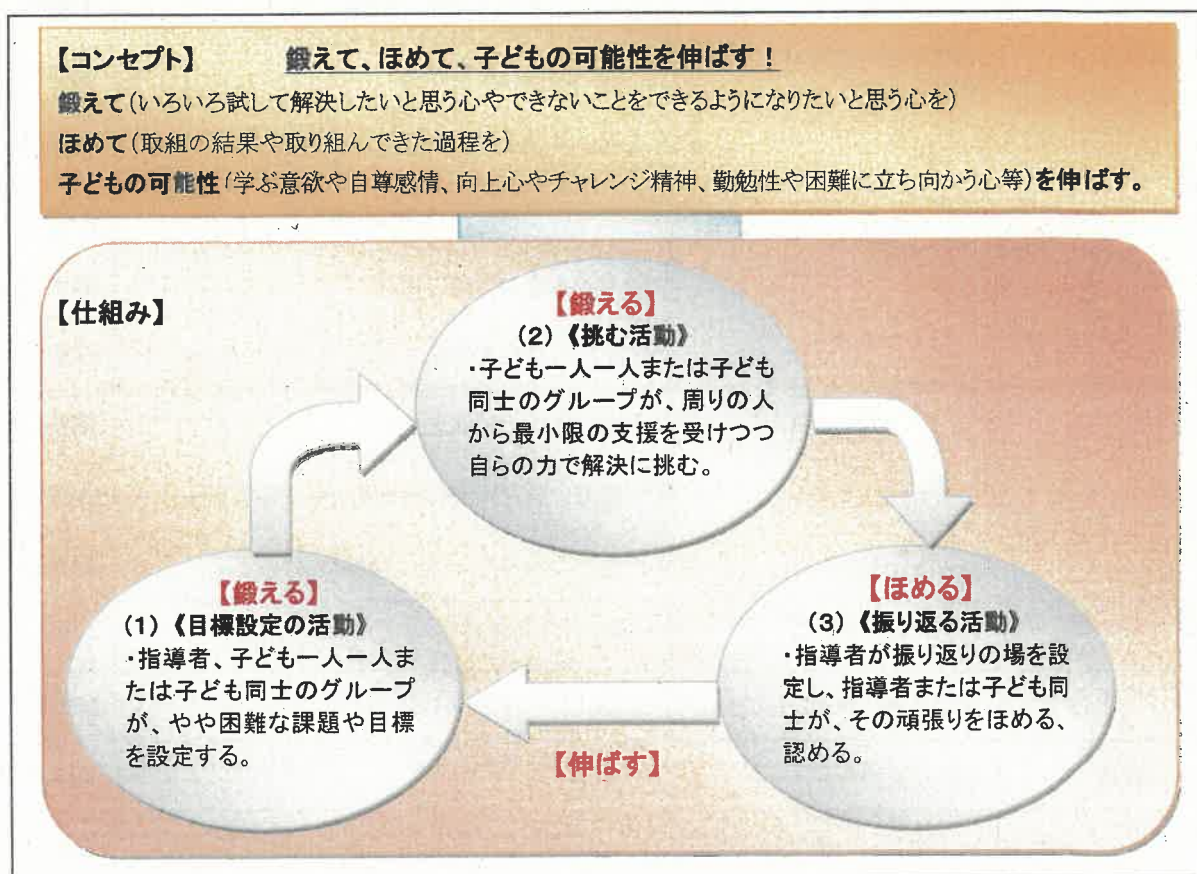 【コンセプト】 鍛えて、ほめて、子どもの可能性を伸ばす！
鍛えて(いろいろ試して解決したいと思う心やできないことをできるようになりたいと思う心を)
ほめて(取組の結果や取り組んできた過程を)
子どもの可能性(学ぶ意欲や自尊感情、向上心やチャレンジ精神、勤勉性や困難に立ち向かう心等)を伸ばす。
【仕組み】
【鍛える】
(2)《挑む活動》
・子ども一人一人または子ども
同士のグループが、周りの人
から最小限の支援を受けつつ
自らの力で解決に挑む。
【鍛える】
(1)《目標設定の活動》
・指導者、子ども一人一人ま
たは子ども同士のグループ
が、やや困難な課題や目標
を設定する。
【ほめる】
(3)《振り返る活動》
・指導者が振り返りの場を設
定し、指導者または子ども同
士が、その頑張りをほめる、
認める。
【伸ばす】